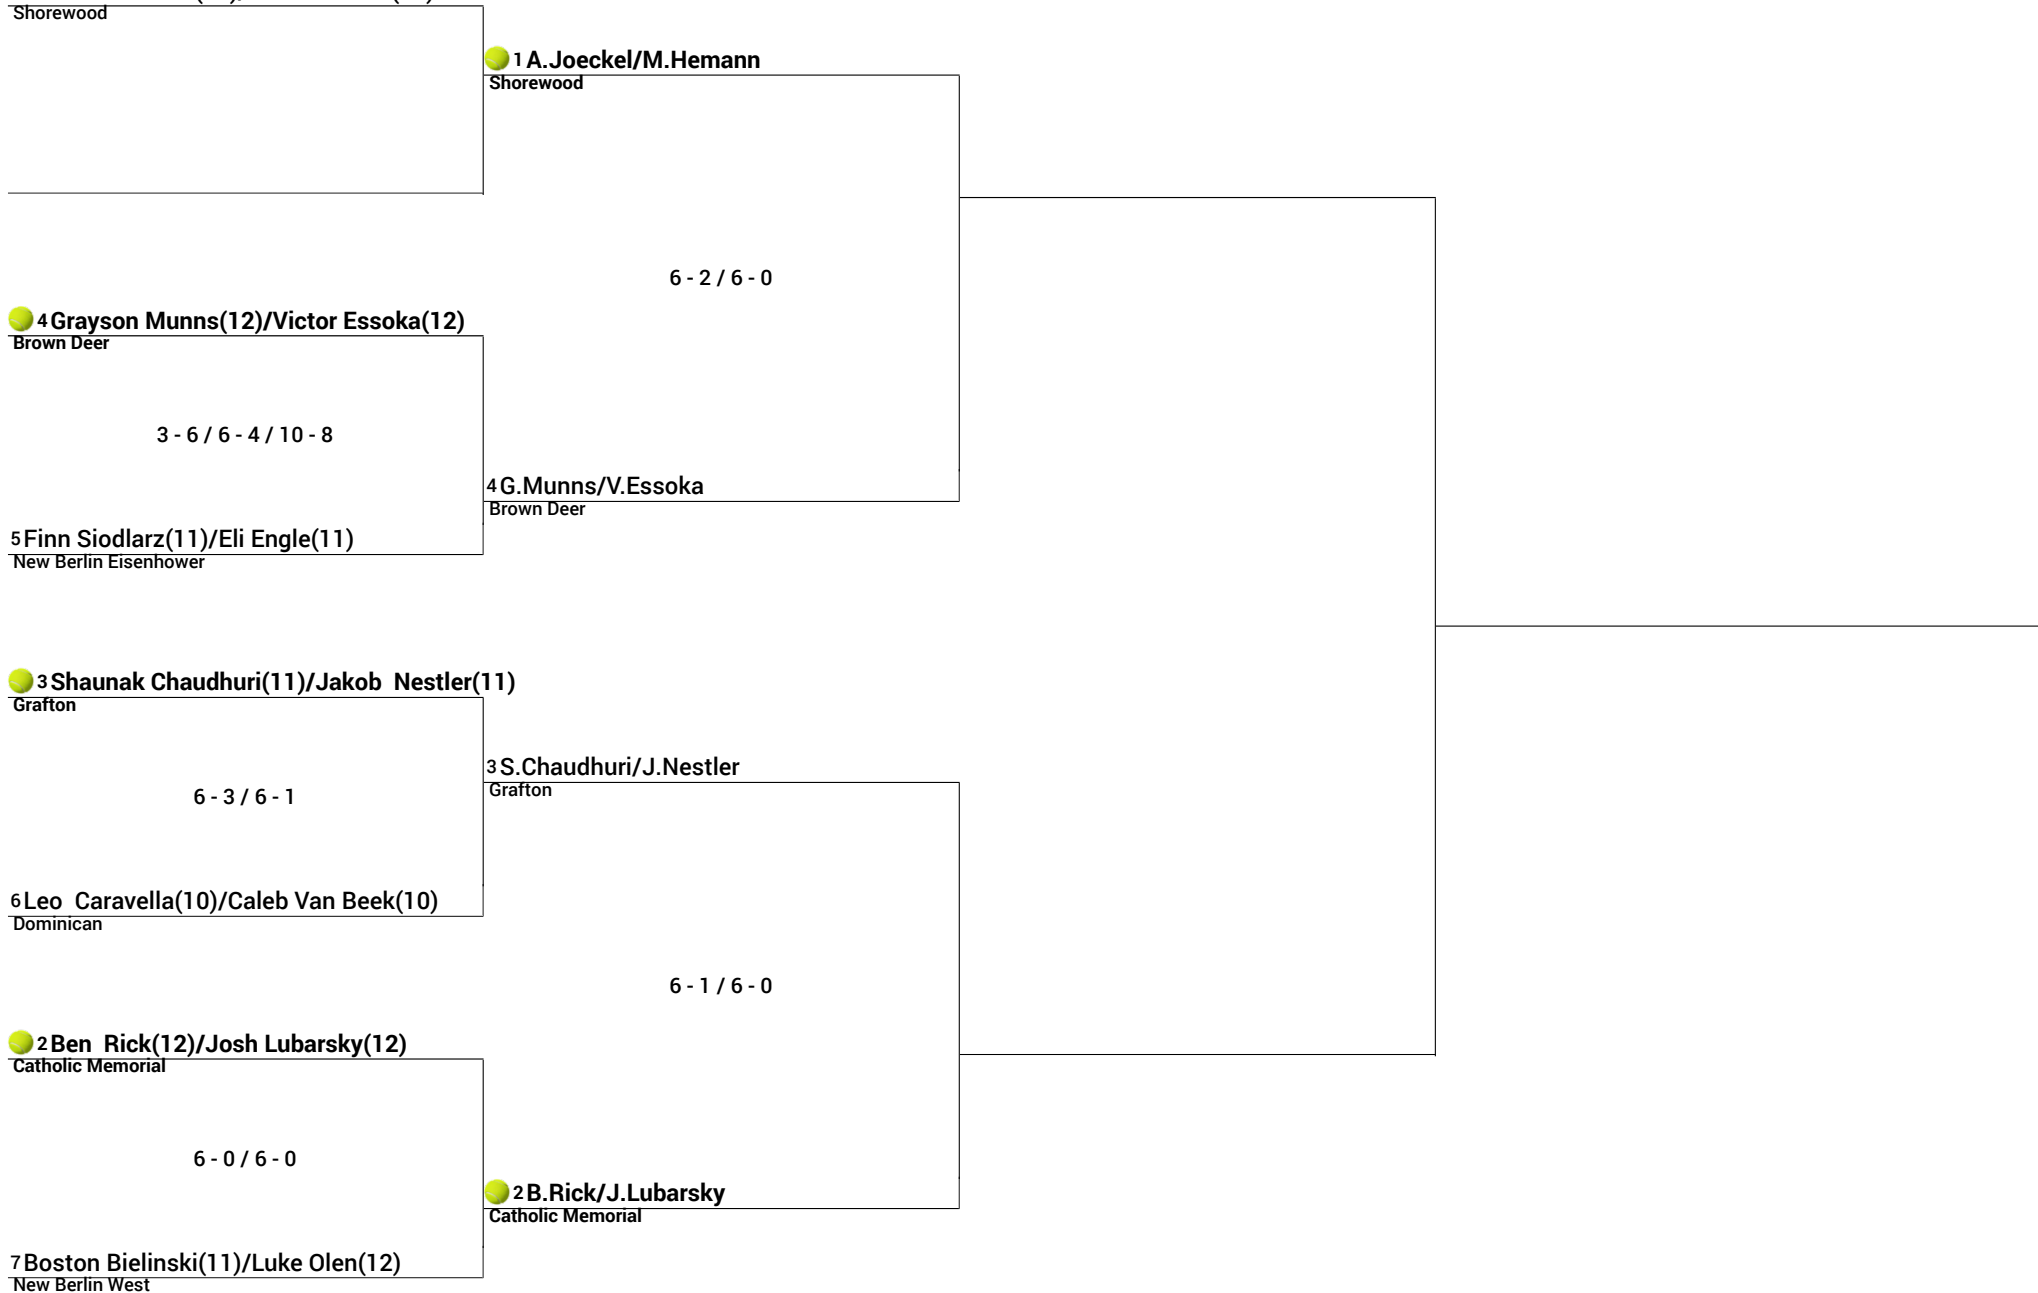 Shorewood
1 A.Joeckel/M.Hemann
Shorewood
6 - 2 / 6 - 0
4 Grayson Munns(12)/Victor Essoka(12)
Brown Deer
3 - 6 / 6 - 4 / 10 - 8
4 G.Munns/V.Essoka
Brown Deer
5 Finn Siodlarz(11)/Eli Engle(11)
New Berlin Eisenhower
3 Shaunak Chaudhuri(11)/Jakob  Nestler(11)
Grafton
3 S.Chaudhuri/J.Nestler
Grafton
6 - 3 / 6 - 1
6 Leo  Caravella(10)/Caleb Van Beek(10)
Dominican
6 - 1 / 6 - 0
2 Ben  Rick(12)/Josh Lubarsky(12)
Catholic Memorial
6 - 0 / 6 - 0
2 B.Rick/J.Lubarsky
Catholic Memorial
7 Boston Bielinski(11)/Luke Olen(12)
New Berlin West